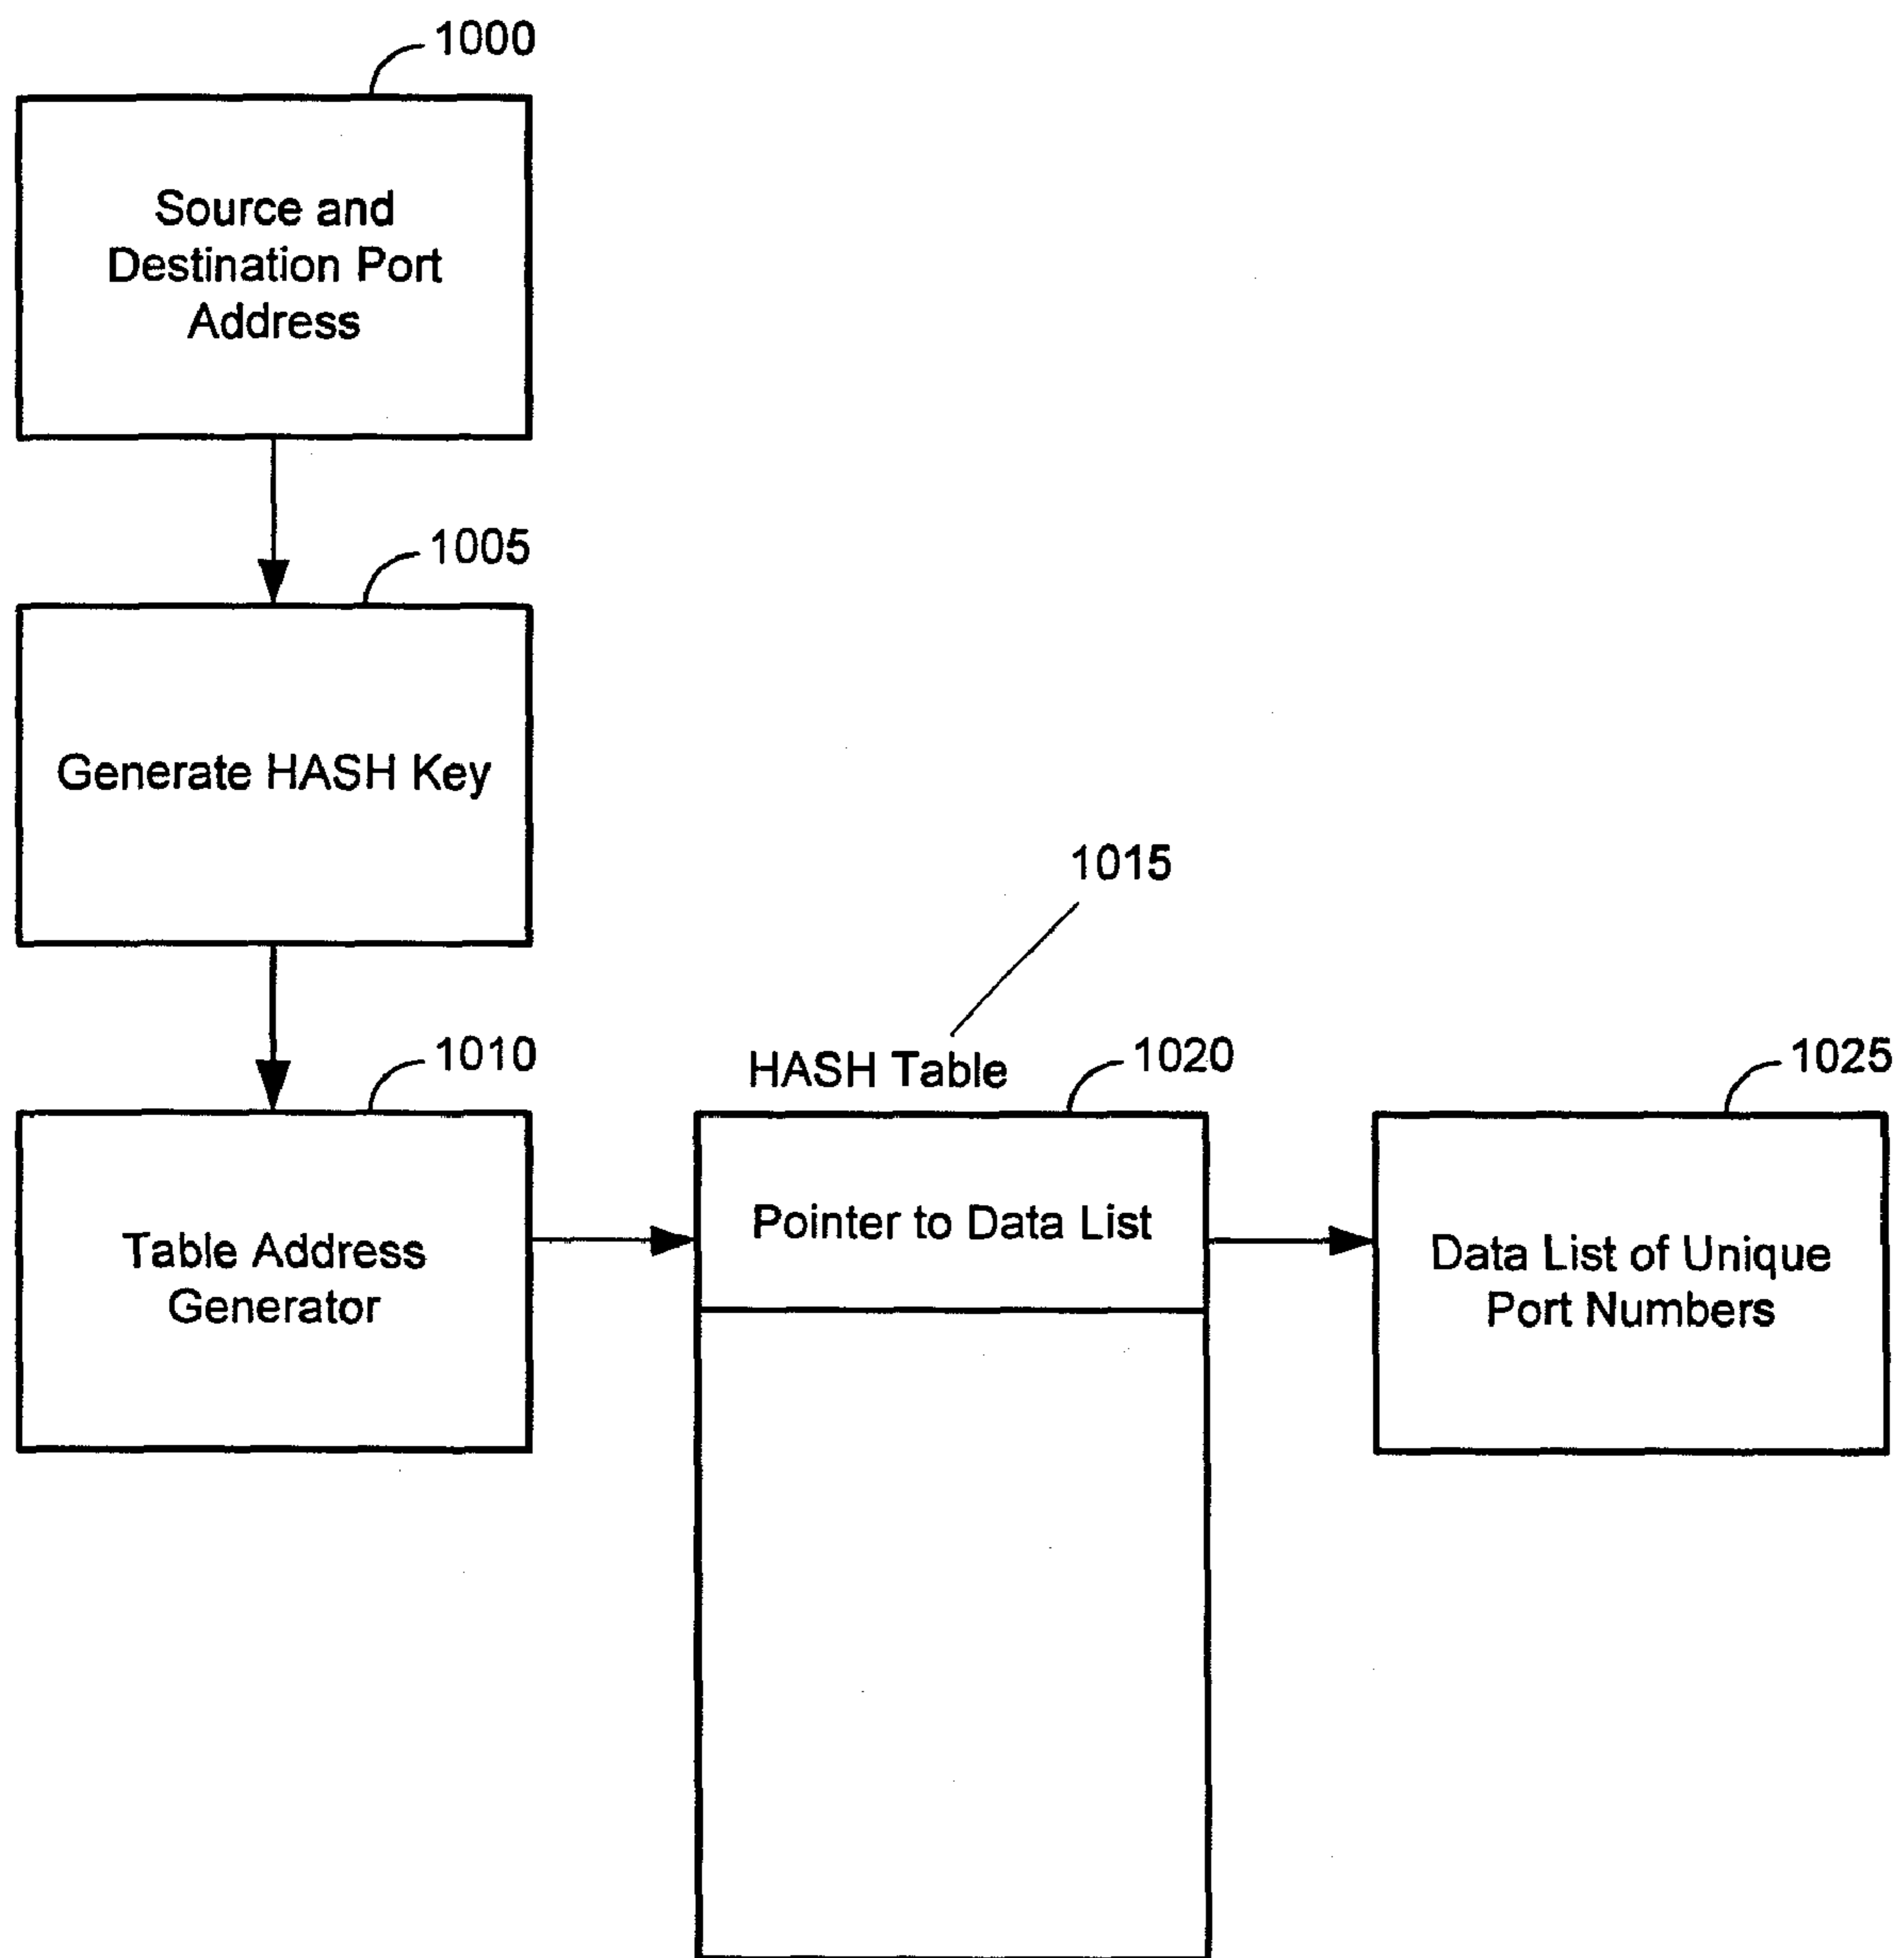 1000
Source and
Destination Port
Address
1005
Generate HASH Key
1015
1010
HASH Table
1020
1025
Table Address
Generator
Pointer to Data List
Data List of Unique
Port Numbers